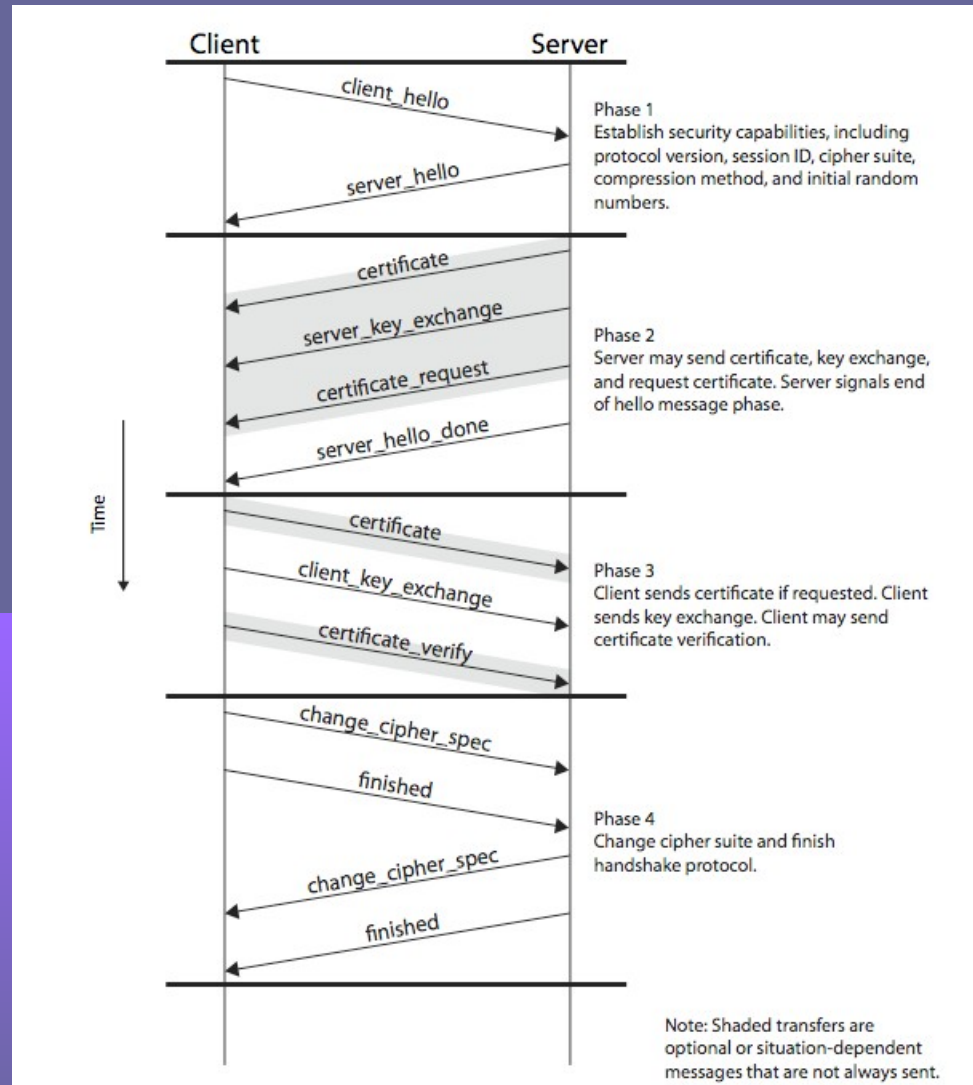 Client
Server
client_hello
Phase 1
Establish security capabilities, including
protocol version, session ID, cipher suite,
compression method, and initial random
numbers.
server_hello
certificate
server_key_exchange
certificate_request
server_hello_done
Phase 2
Server may send certificate, key exchange,
and request certificate. Server signals end
of hello message phase.
Time
certificate
client_key_exchange
certificate_verify
Phase 3
Client sends certificate if requested. Client
sends key exchange. Client may send
certificate verification.
change_cipher_spec
finished
change_cipher_spec
finished
Phase 4
Change cipher suite and finish
handshake protocol.
Note: Shaded transfers are
optional or situation-dependent
messages that are not always sent.